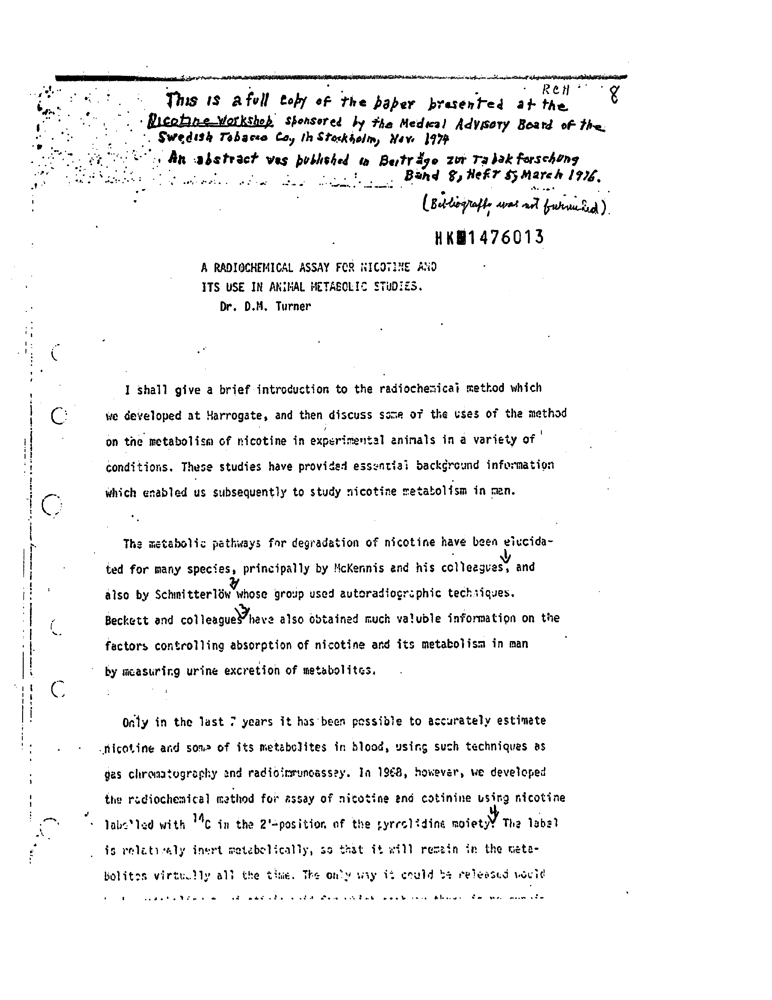 RCH 8
This is a full copy of the paper presented at the
Nicotine Workshop sponsored by the Medical Advisory Board of the
Swedish Tobacco Co, in Stockholm, Nov. 1974
An abstract was published in Beiträge zur Tabakforschung
Band 8, Heft 5, March 1976.
(Bibliography was not furnished).
HK 1476013
A RADIOCHEMICAL ASSAY FOR NICOTINE AND
ITS USE IN ANIMAL METABOLIC STUDIES.
Dr. D.M. Turner
I shall give a brief introduction to the radiochemical method which
we developed at Harrogate, and then discuss some of the uses of the method
on the metabolism of nicotine in experimental animals in a variety of
conditions. These studies have provided essential background information
which enabled us subsequently to study nicotine metabolism in man.
The metabolic pathways for degradation of nicotine have been elucida-
ted for many species, principally by McKennis and his colleagues,1 and
also by Schmitterlöw2 whose group used autoradiographic techniques.
Beckett and colleagues3 have also obtained much valuble information on the
factors controlling absorption of nicotine and its metabolism in man
by measuring urine excretion of metabolites.
Only in the last 7 years it has been possible to accurately estimate
nicotine and some of its metabolites in blood, using such techniques as
gas chromatography and radioimmunoassay. In 1968, however, we developed
the radiochemical method for assay of nicotine and cotinine using nicotine
labelled with 14C in the 2'-position of the pyrrolidine moiety.4 The label
is relatively inert metabolically, so that it will remain in the meta-
bolites virtually all the time. The only way it could be released would